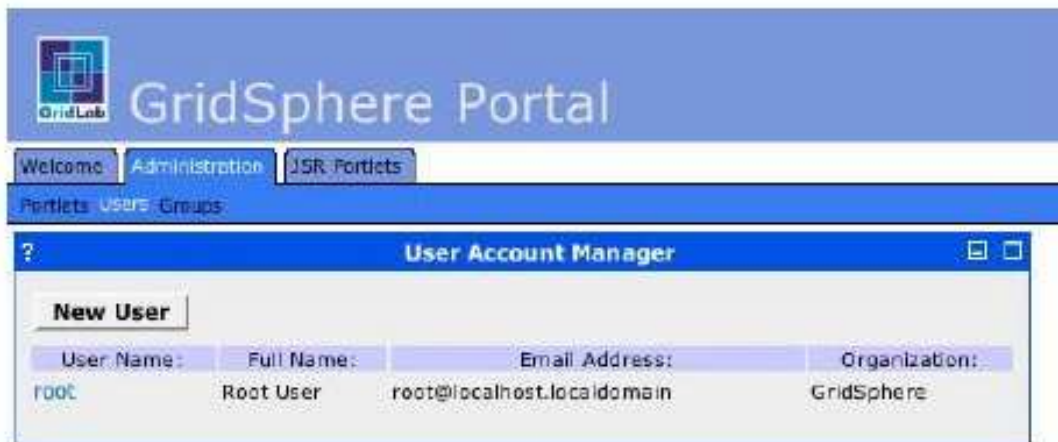 GridLab
GridSphere Portal
Welcome Administration JSR Portlets
Portlets Users Groups
? User Account Manager
New User
User Name: Full Name: Email Address: Organization:
root Root User root@localhost.localdomain GridSphere